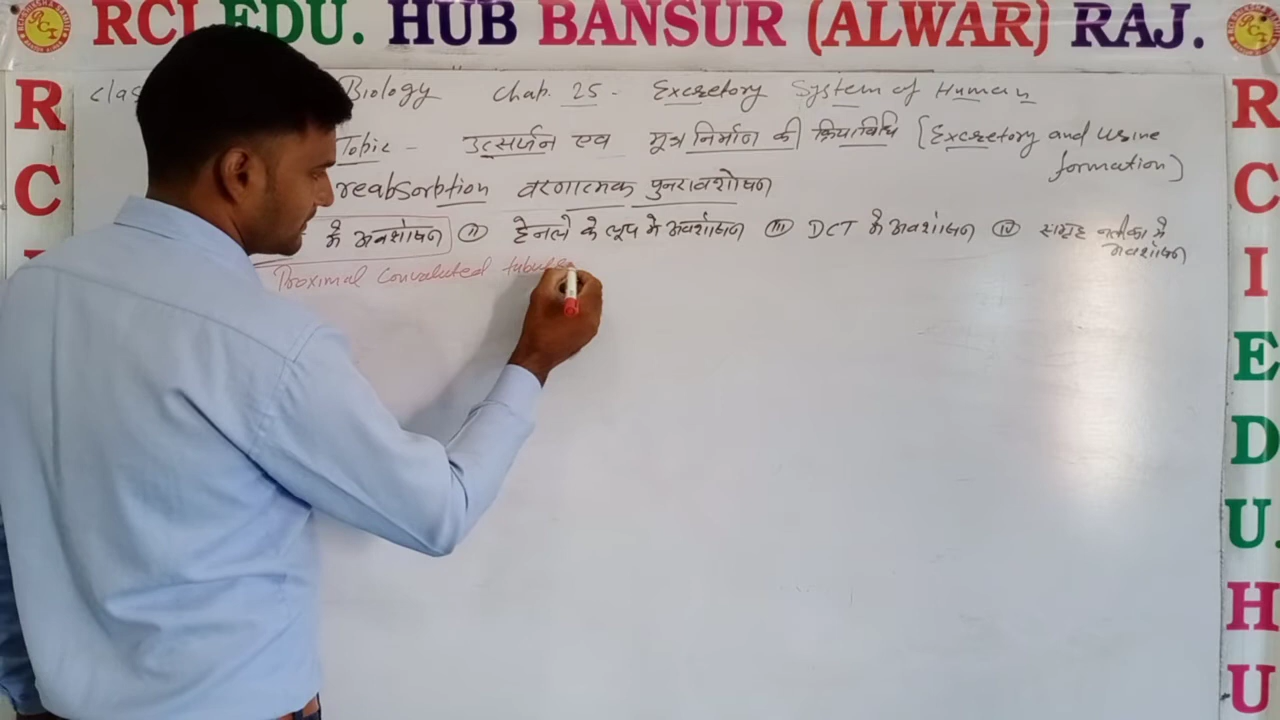 RCI EDU. HUB BANSUR (ALWAR) RAJ.
Biology Chap. 25 - Excretory System of Human
Topic - उत्सर्जन एव मूत्र निर्माण की क्रियाविधि [Excretory and urine formation]
reabsorption वरणात्मक पुनरावशोषण
मे अवशोषण (II) हेनले के लूप मे अवशोषण (III) DCT मे अवशोषण (IV) संग्रह नलीका मे अवशोषण
Proximal Convaluted tubule
R
C
R
C
I
E
D
U.
H
U